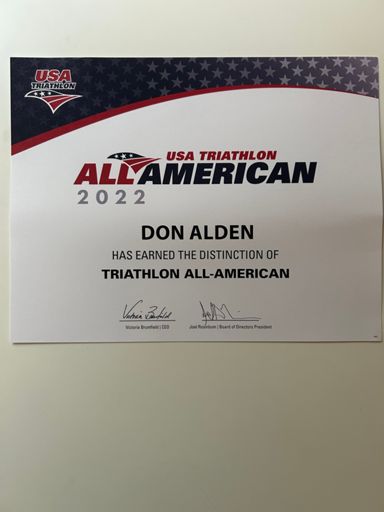 USA
TRIATHLON
USA TRIATHLON
ALL AMERICAN
2022
DON ALDEN
HAS EARNED THE DISTINCTION OF
TRIATHLON ALL-AMERICAN
Victoria Brumfield | CEO
Joel Rosinbum | Board of Directors President